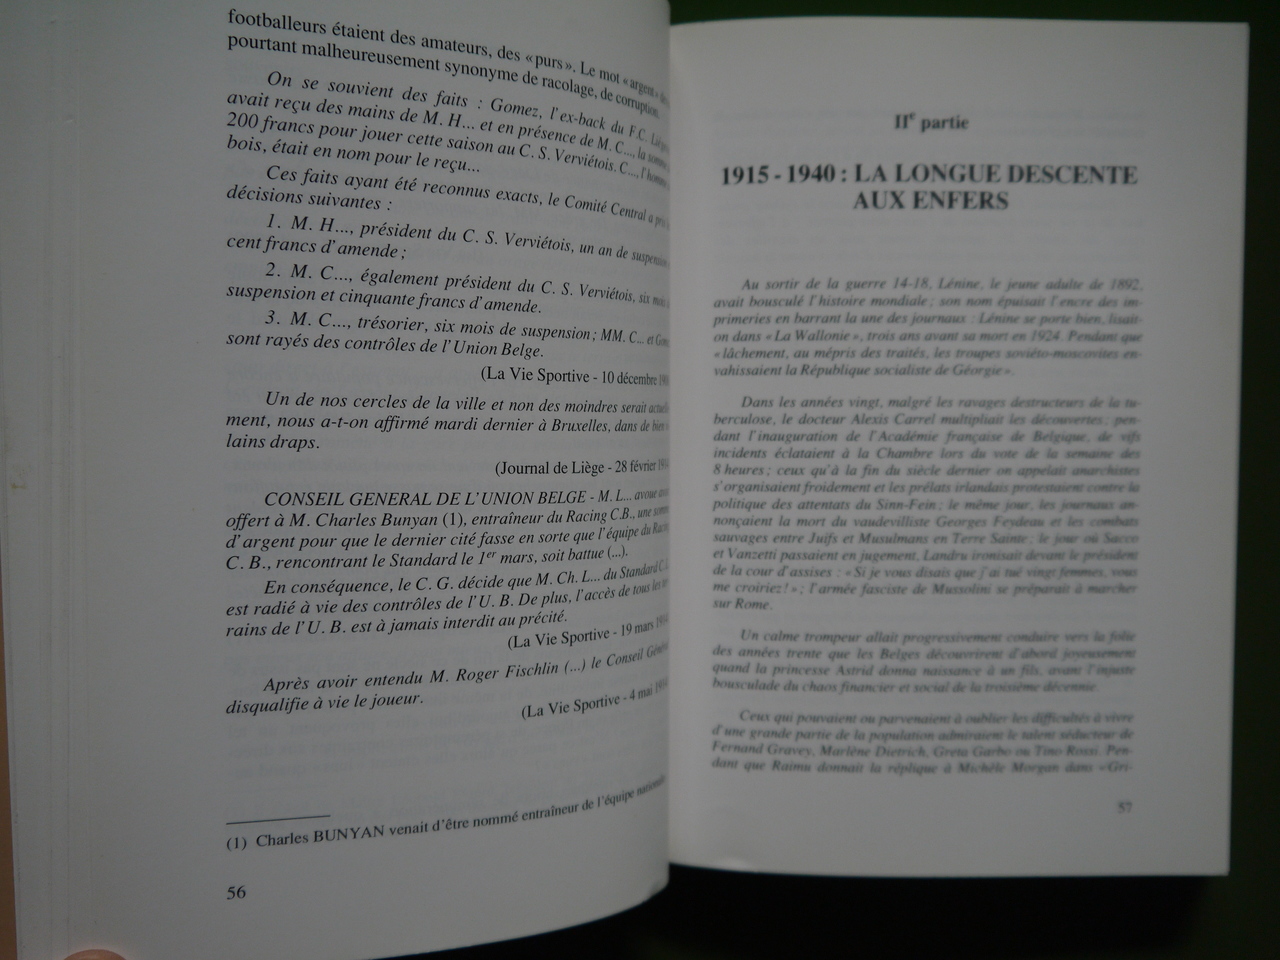 footballeurs étaient des amateurs, des «purs». Le mot «argent»
pourtant malheureusement synonyme de racolage, de corruption.
On se souvient des faits : Gomez, l'ex-back du F.C. Liég
avait reçu des mains de M. H... et en présence de M. C..., la somme
200 francs pour jouer cette saison au C. S. Verviétois. C..., l'homme
bois, était en nom pour le reçu...
Ces faits ayant été reconnus exacts, le Comité Central a pris
décisions suivantes :
1. M. H..., président du C. S. Verviétois, un an de suspension
cent francs d'amende ;
2. M. C..., également président du C. S. Verviétois, six mois
suspension et cinquante francs d'amende.
3. M. C..., trésorier, six mois de suspension ; MM. C... et Gom
sont rayés des contrôles de l'Union Belge.
(La Vie Sportive - 10 décembre
Un de nos cercles de la ville et non des moindres serait actuelle-
ment, nous a-t-on affirmé mardi dernier à Bruxelles, dans de bien
lains draps.
(Journal de Liège - 28 février
CONSEIL GENERAL DE L'UNION BELGE - M. L... avoue avoir
offert à M. Charles Bunyan (1), entraîneur du Racing C.B., une somme
d'argent pour que le dernier cité fasse en sorte que l'équipe du Racing
C. B., rencontrant le Standard le 1er mars, soit battue (...).
En conséquence, le C. G. décide que M. Ch. L... du Standard C.L.
est radié à vie des contrôles de l'U. B. De plus, l'accès de tous les ter-
rains de l'U. B. est à jamais interdit au précité.
(La Vie Sportive - 19 mars 1914
Après avoir entendu M. Roger Fischlin (...) le Conseil Général
disqualifie à vie le joueur.
(La Vie Sportive - 4 mai 1914
(1) Charles BUNYAN venait d'être nommé entraîneur de l'équipe nationale.
56
IIe partie
1915 - 1940 : LA LONGUE DESCENTE
AUX ENFERS
Au sortir de la guerre 14-18, Lénine, le jeune adulte de 1892,
avait bousculé l'histoire mondiale ; son nom épuisait l'encre des im-
primeries en barrant la une des journaux : Lénine se porte bien, lisait-
on dans «La Wallonie», trois ans avant sa mort en 1924. Pendant que
«lâchement, au mépris des traités, les troupes soviéto-moscovites en-
vahissaient la République socialiste de Géorgie».
Dans les années vingt, malgré les ravages destructeurs de la tu-
berculose, le docteur Alexis Carrel multipliait les découvertes ; pen-
dant l'inauguration de l'Académie française de Belgique, de vifs
incidents éclataient à la Chambre lors du vote de la semaine des
8 heures ; ceux qu'à la fin du siècle dernier on appelait anarchistes
s'organisaient froidement et les prélats irlandais protestaient contre la
politique des attentats du Sinn-Fein ; le même jour, les journaux an-
nonçaient la mort du vaudevilliste Georges Feydeau et les combats
sauvages entre Juifs et Musulmans en Terre Sainte ; le jour où Sacco
et Vanzetti passaient en jugement, Landru ironisait devant le président
de la cour d'assises : «Si je vous disais que j'ai tué vingt femmes, vous
me croiriez !» ; l'armée fasciste de Mussolini se préparait à marcher
sur Rome.
Un calme trompeur allait progressivement conduire vers la folie
des années trente que les Belges découvrirent d'abord joyeusement
quand la princesse Astrid donna naissance à un fils, avant l'injuste
bousculade du chaos financier et social de la troisième décennie.
Ceux qui pouvaient ou parvenaient à oublier les difficultés à vivre
d'une grande partie de la population admiraient le talent séducteur de
Fernand Gravey, Marlène Dietrich, Greta Garbo ou Tino Rossi. Pen-
dant que Raimu donnait la réplique à Michèle Morgan dans «Gri-
57